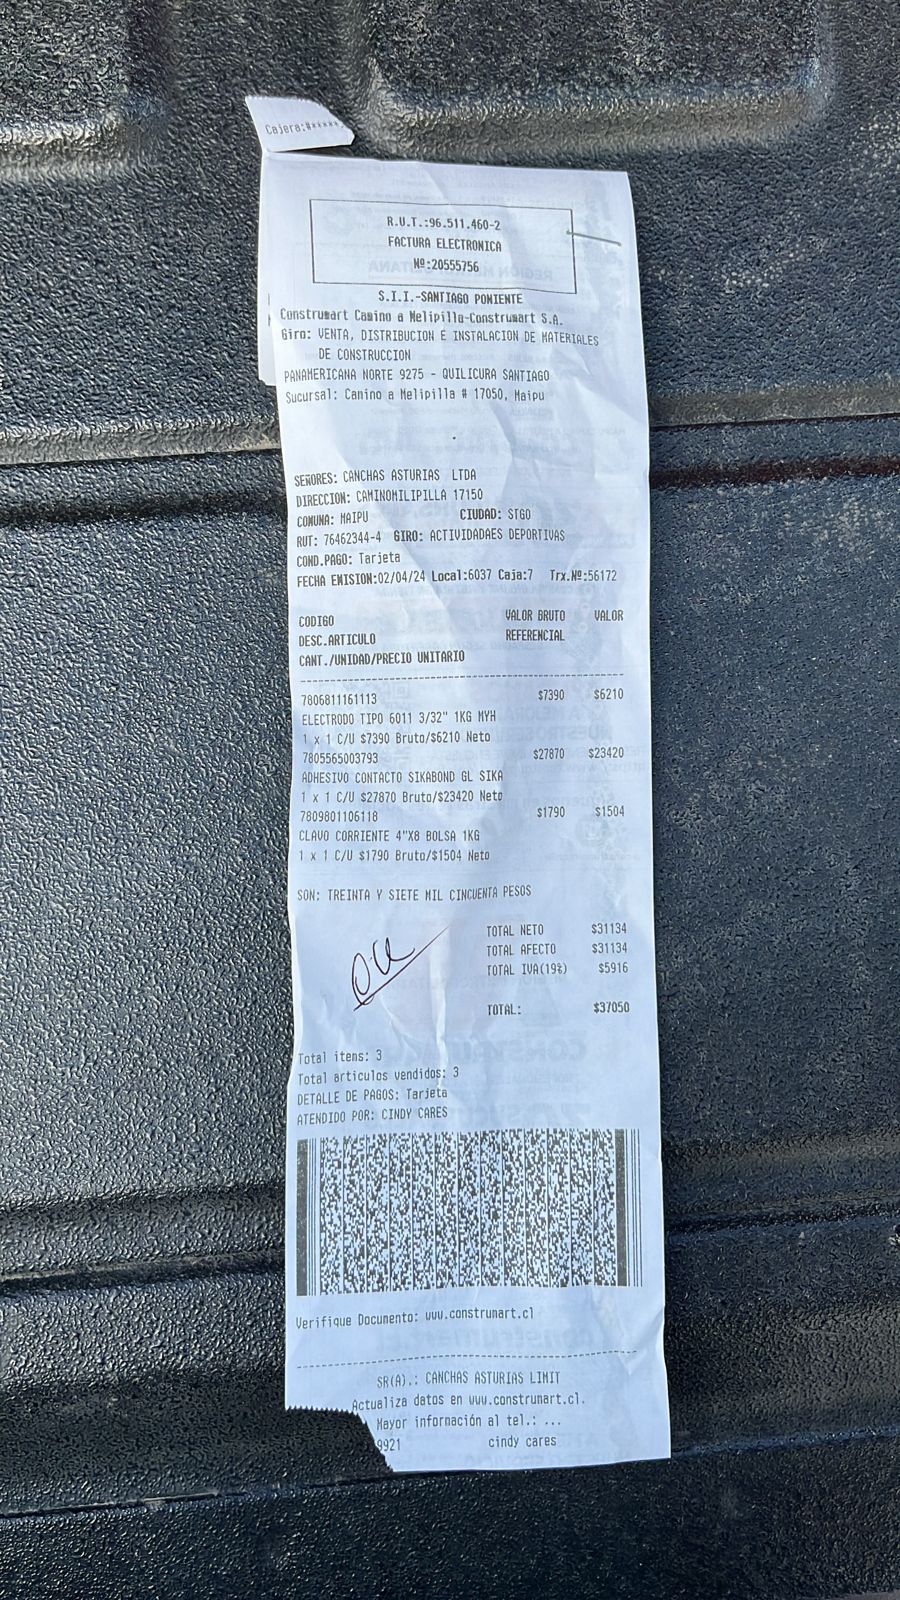 Cajera:#*****
R.U.T.:96.511.460-2
FACTURA ELECTRONICA
Nº:20555756
S.I.I.-SANTIAGO PONIENTE
Construmart Camino a Melipilla-Construmart S.A.
Giro: VENTA, DISTRIBUCION E INSTALACION DE MATERIALES
DE CONSTRUCCION
PANAMERICANA NORTE 9275 - QUILICURA SANTIAGO
Sucursal: Camino a Melipilla # 17050, Maipu
SEÑORES: CANCHAS ASTURIAS LTDA
DIRECCION: CAMINOMILIPILLA 17150
COMUNA: MAIPU CIUDAD: STGO
RUT: 76462344-4 GIRO: ACTIVIDADAES DEPORTIVAS
COND.PAGO: Tarjeta
FECHA EMISION:02/04/24 Local:6037 Caja:7 Trx.Nº:56172
CODIGO VALOR BRUTO VALOR
DESC.ARTICULO REFERENCIAL
CANT./UNIDAD/PRECIO UNITARIO
7806811161113 $7390 $6210
ELECTRODO TIPO 6011 3/32" 1KG MYH
1 x 1 C/U $7390 Bruto/$6210 Neto
7805565003793 $27870 $23420
ADHESIVO CONTACTO SIKABOND GL SIKA
1 x 1 C/U $27870 Bruto/$23420 Neto
7809801106118 $1790 $1504
CLAVO CORRIENTE 4"X8 BOLSA 1KG
1 x 1 C/U $1790 Bruto/$1504 Neto
SON: TREINTA Y SIETE MIL CINCUENTA PESOS
TOTAL NETO $31134
TOTAL AFECTO $31134
TOTAL IVA(19%) $5916
TOTAL: $37050
Total items: 3
Total articulos vendidos: 3
DETALLE DE PAGOS: Tarjeta
ATENDIDO POR: CINDY CARES
Verifique Documento: www.construmart.cl
SR(A).: CANCHAS ASTURIAS LIMIT
Actualiza datos en www.construmart.cl.
Mayor información al tel.: ...
9921 cindy cares